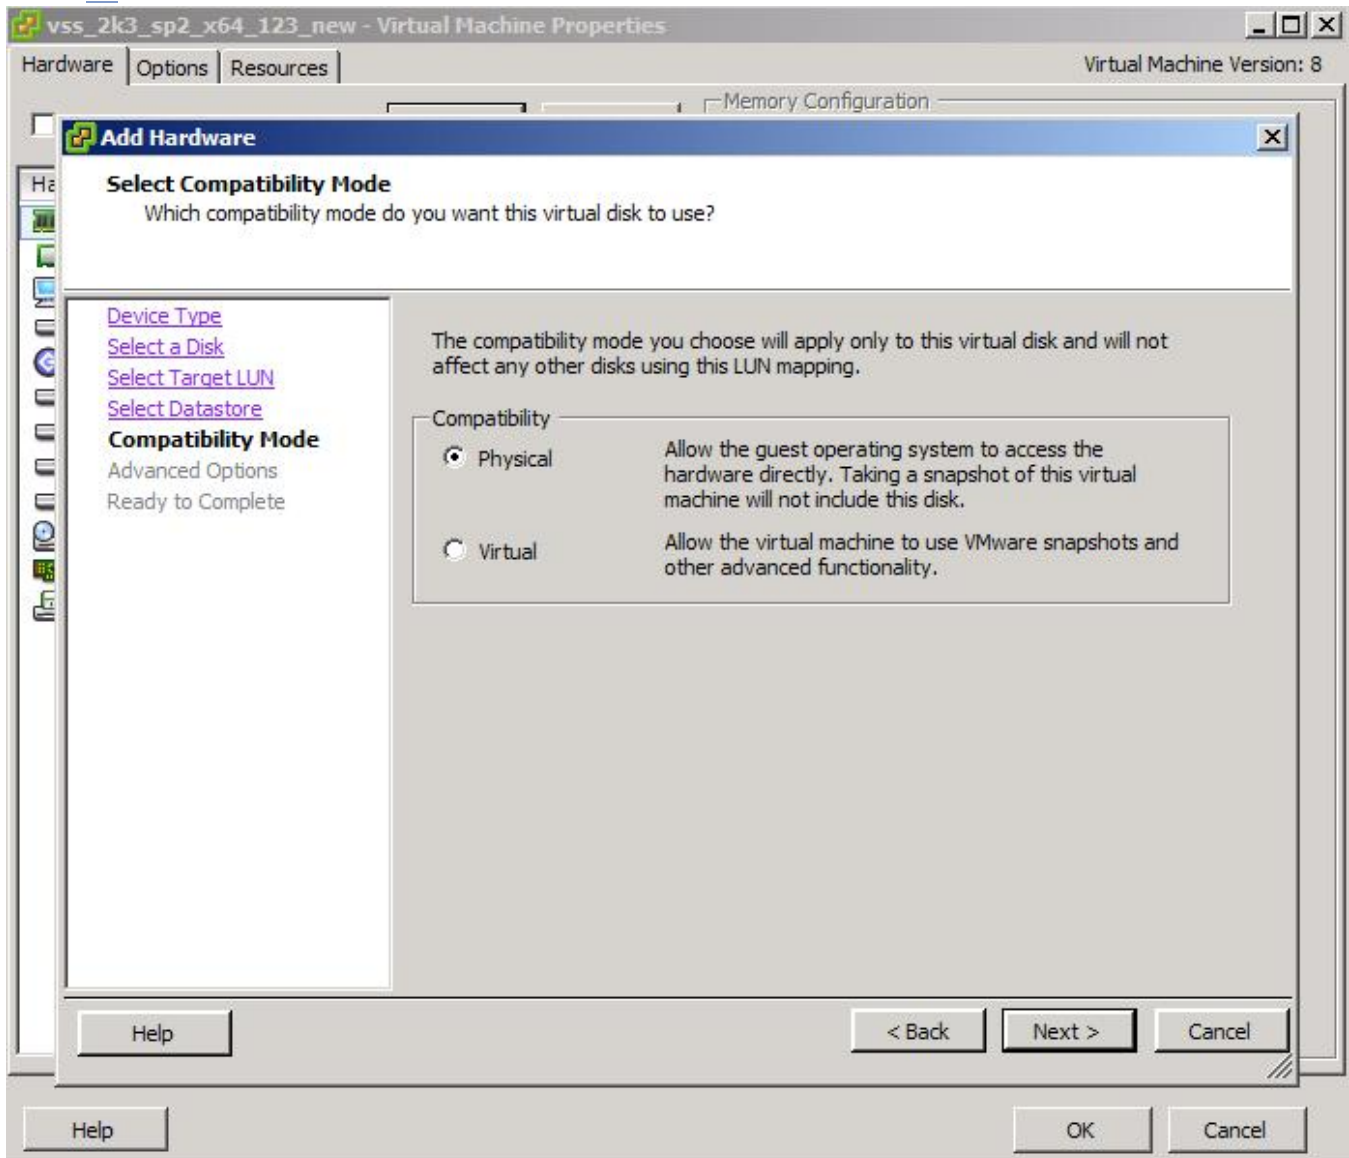 vss_2k3_sp2_x64_123_new - Virtual Machine Properties
Hardware Options Resources Virtual Machine Version: 8
Memory Configuration
Add Hardware
Select Compatibility Mode
Which compatibility mode do you want this virtual disk to use?
Device Type
Select a Disk
Select Target LUN
Select Datastore
Compatibility Mode
Advanced Options
Ready to Complete
The compatibility mode you choose will apply only to this virtual disk and will not
affect any other disks using this LUN mapping.
Compatibility
Physical
Allow the guest operating system to access the
hardware directly. Taking a snapshot of this virtual
machine will not include this disk.
Virtual
Allow the virtual machine to use VMware snapshots and
other advanced functionality.
Help < Back Next > Cancel
Help OK Cancel